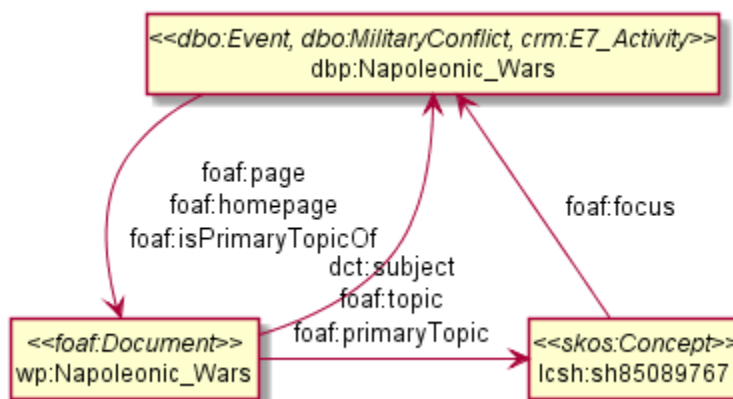 <<dbo:Event, dbo:MilitaryConflict, crm:E7_Activity>>
dbp:Napoleonic_Wars
foaf:page
foaf:homepage
foaf:isPrimaryTopicOf
foaf:focus
dct:subject
foaf:topic
foaf:primaryTopic
<<foaf:Document>>
wp:Napoleonic_Wars
<<skos:Concept>>
lcsh:sh85089767